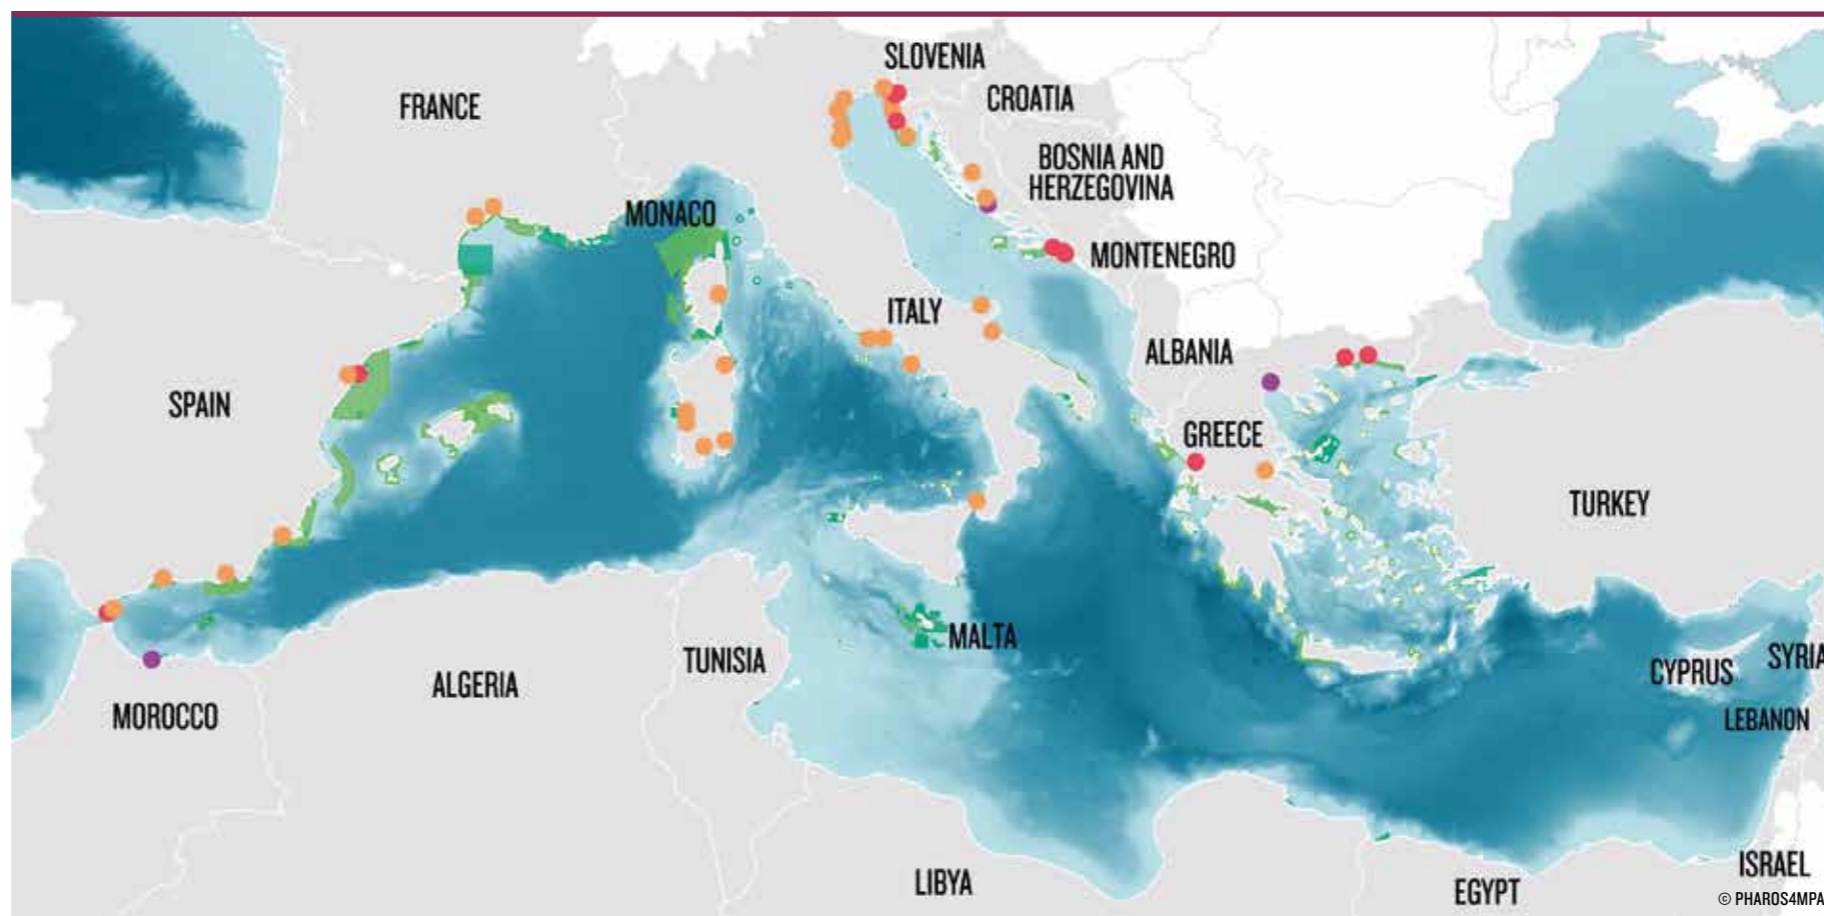 SLOVENIA
FRANCE
CROATIA
BOSNIA AND
HERZEGOVINA
MONACO
MONTENEGRO
ITALY
ALBANIA
SPAIN
GREECE
TURKEY
MALTA
TUNISIA
SYRIA
CYPRUS
ALGERIA
MOROCCO
LEBANON
ISRAEL
LIBYA
EGYPT
© PHAROS4MPA